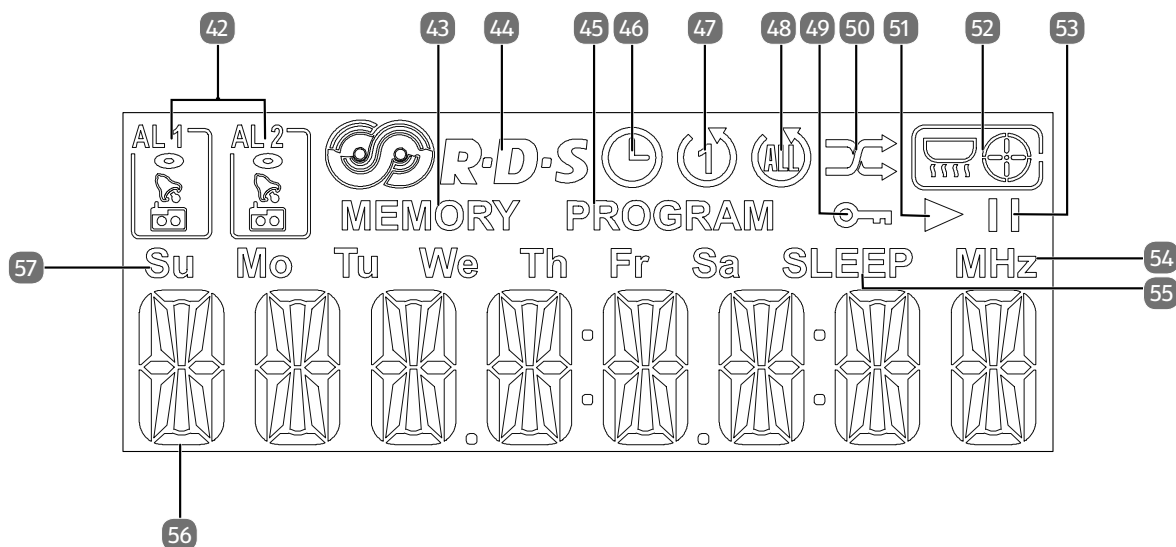 42 43 44 45 46 47 48 49 50 51 52 53
AL 1 AL 2 R·D·S 1 ALL
MEMORY PROGRAM
57 Su Mo Tu We Th Fr Sa SLEEP MHz 54
55
56